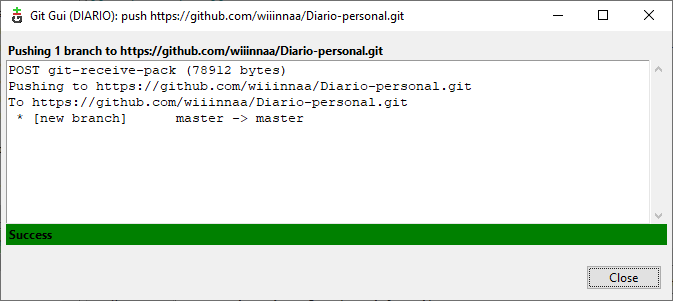 Git Gui (DIARIO): push https://github.com/wiiinnaa/Diario-personal.git
Pushing 1 branch to https://github.com/wiiinnaa/Diario-personal.git
POST git-receive-pack (78912 bytes)
Pushing to https://github.com/wiiinnaa/Diario-personal.git
To https://github.com/wiiinnaa/Diario-personal.git
 * [new branch]      master -> master
Success
Close